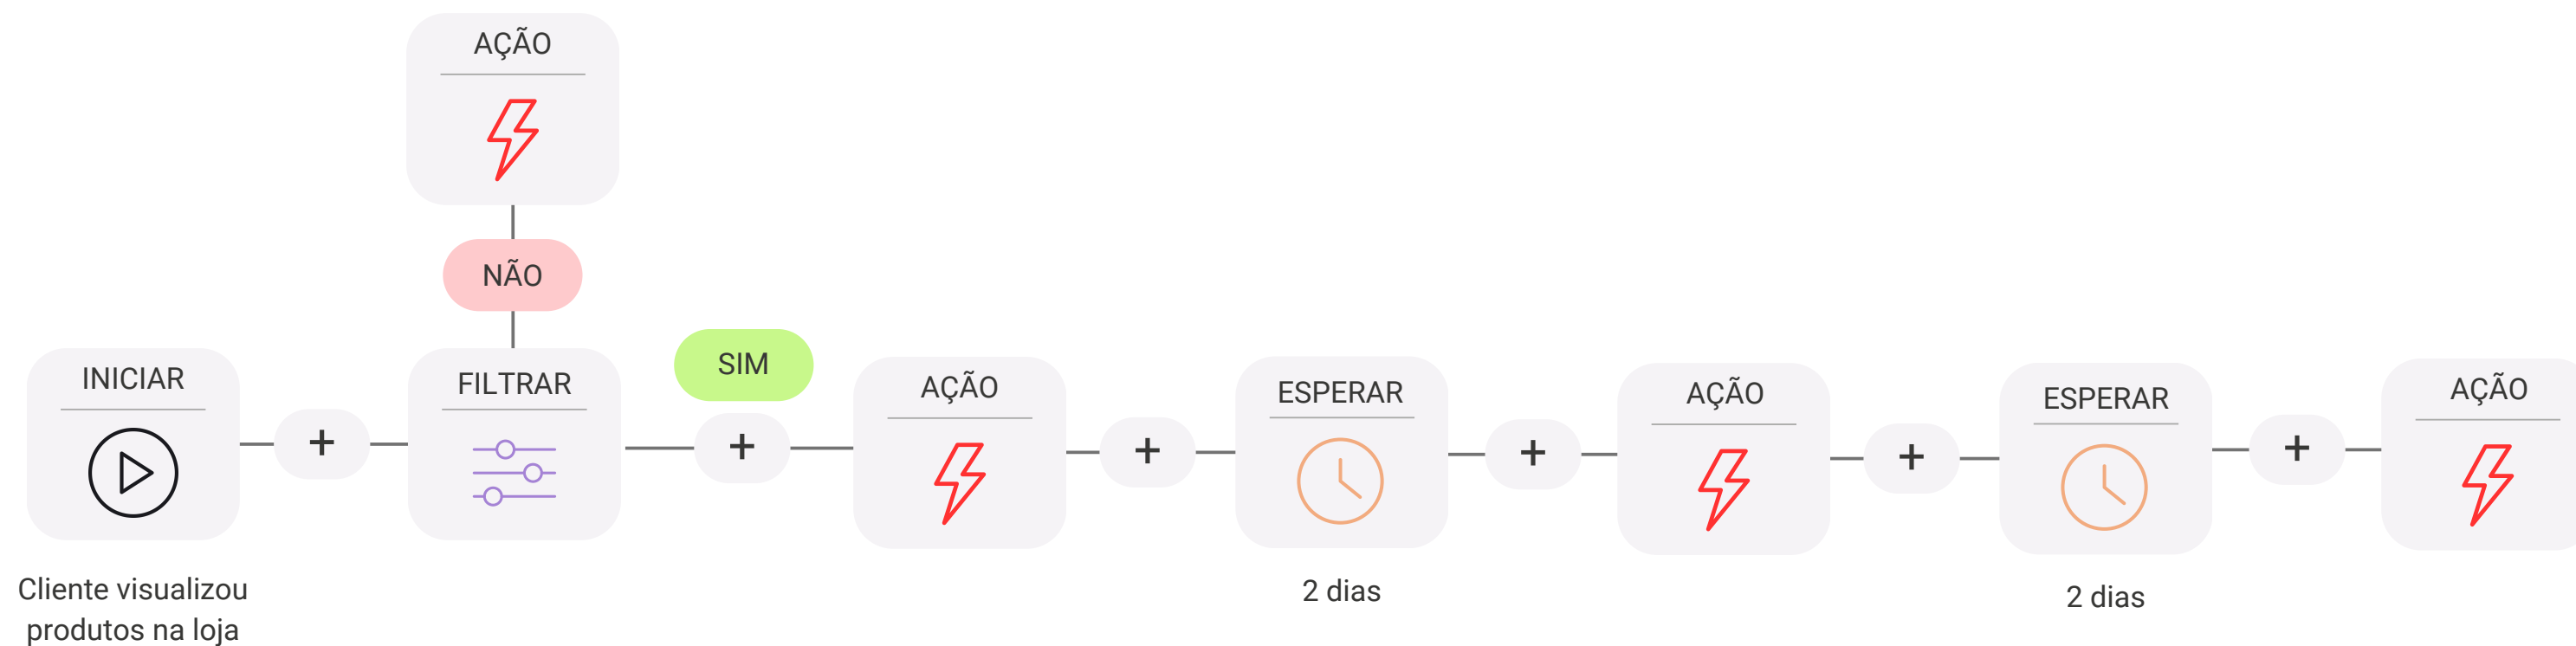 AÇÃO
NÃO
INICIAR
+
FILTRAR
SIM
+
AÇÃO
+
ESPERAR
+
AÇÃO
+
ESPERAR
+
AÇÃO
Cliente visualizou
produtos na loja
2 dias
2 dias